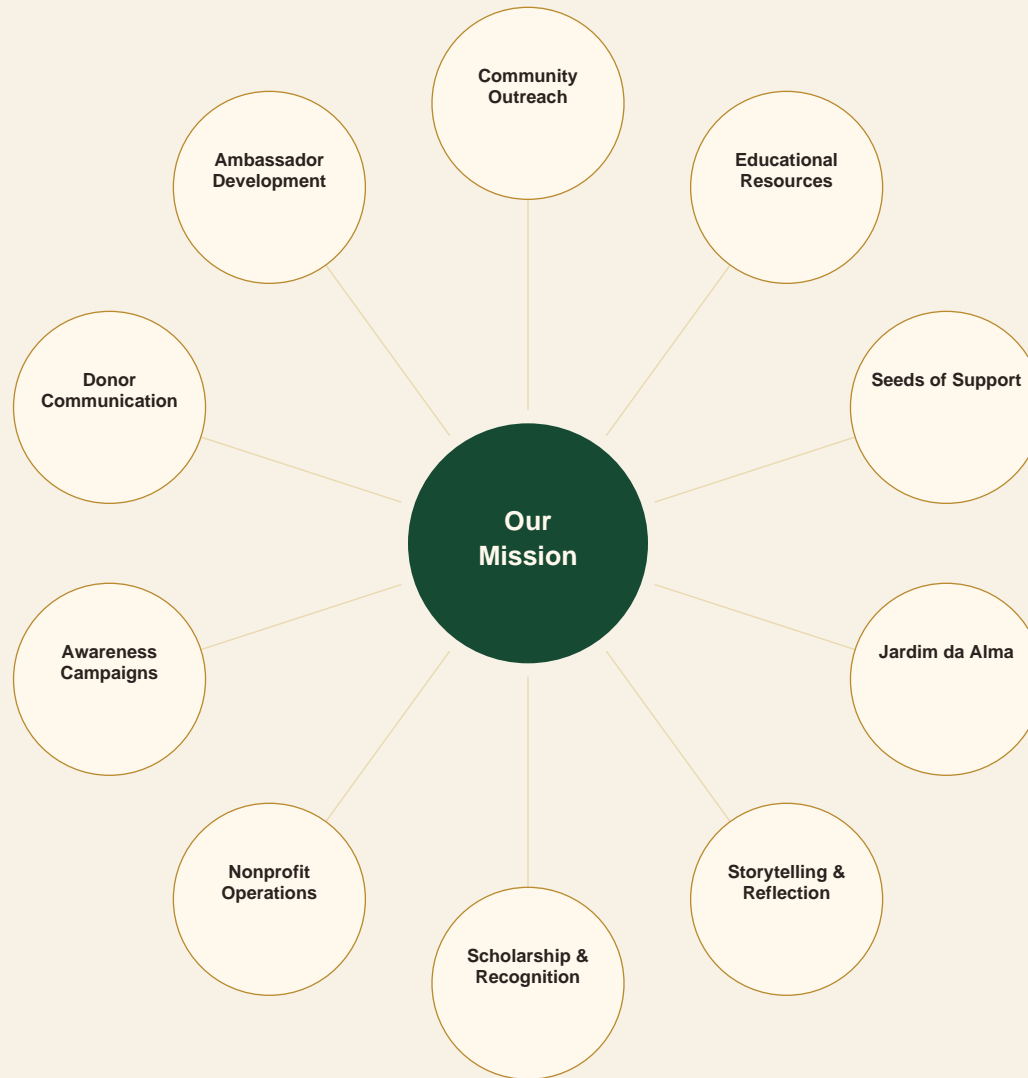 Community
Outreach
Ambassador
Development
Educational
Resources
Donor
Communication
Seeds of Support
Our
Mission
Awareness
Campaigns
Jardim da Alma
Nonprofit
Operations
Storytelling &
Reflection
Scholarship &
Recognition